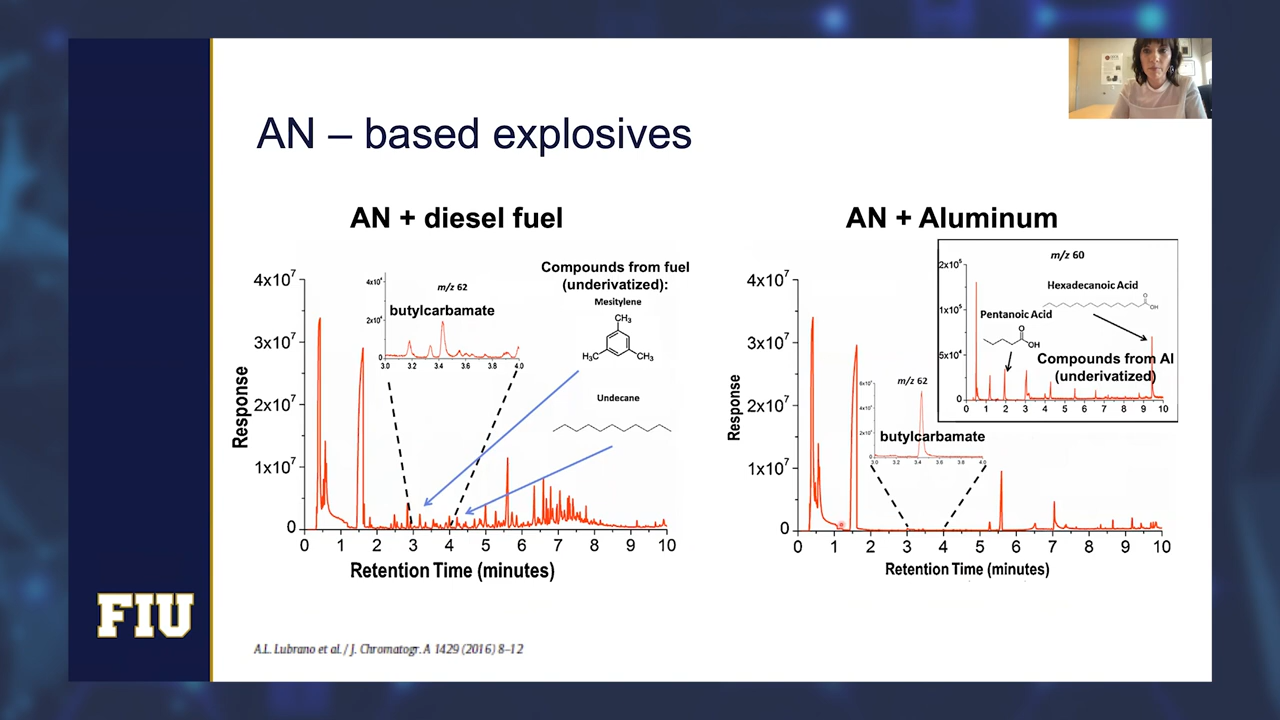 AN – based explosives
AN + diesel fuel
Response
4x10⁷
3x10⁷
2x10⁷
1x10⁷
0
0 1 2 3 4 5 6 7 8 9 10
Retention Time (minutes)
m/z 62
butylcarbamate
4x10⁴
2x10⁴
0
3.0 3.2 3.4 3.6 3.8 4.0
Compounds from fuel
(underivatized):
Mesitylene
CH₃
H₃C
CH₃
Undecane
AN + Aluminum
Response
4x10⁷
3x10⁷
2x10⁷
1x10⁷
0
0 1 2 3 4 5 6 7 8 9 10
Retention Time (minutes)
m/z 62
butylcarbamate
0
3.0 3.2 3.4 3.6 3.8 4.0
m/z 60
2x10⁵
1x10⁵
5x10⁴
0
0 1 2 3 4 5 6 7 8 9 10
Hexadecanoic Acid
O
OH
Pentanoic Acid
O
OH
Compounds from Al
(underivatized)
FIU
A.L. Lubrano et al. / J. Chromatogr. A 1429 (2016) 8–12